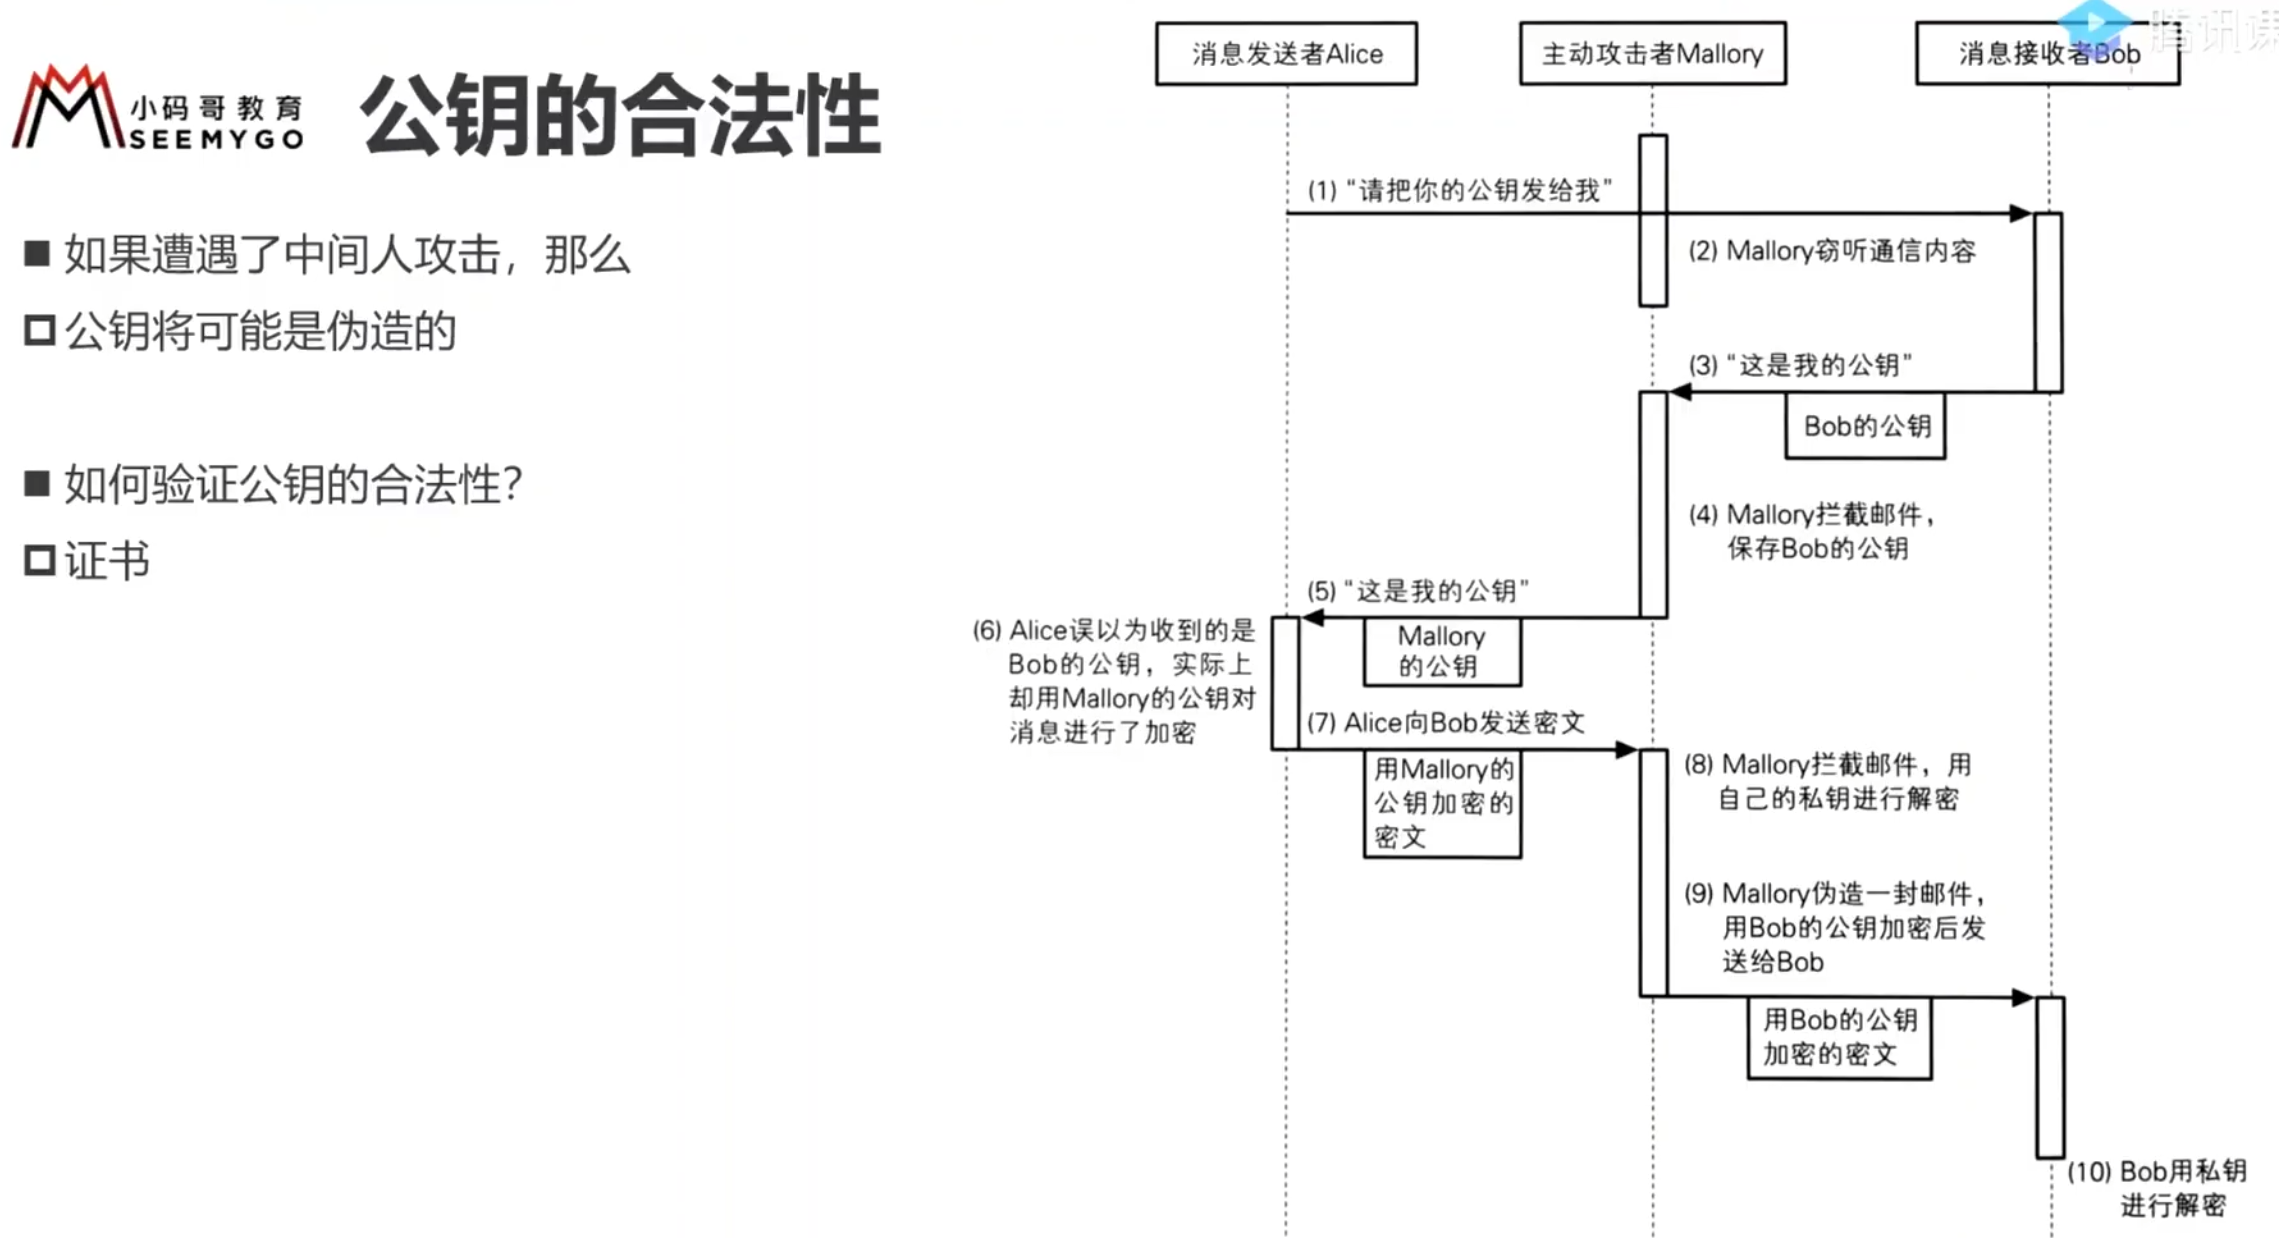 小码哥教育
SEEMYGO
公钥的合法性
■ 如果遭遇了中间人攻击，那么
公钥将可能是伪造的
■ 如何验证公钥的合法性？
证书
消息发送者Alice
主动攻击者Mallory
消息接收者Bob
腾讯课
(1) “请把你的公钥发给我”
(2) Mallory窃听通信内容
(3) “这是我的公钥”
Bob的公钥
(4) Mallory拦截邮件，
保存Bob的公钥
(5) “这是我的公钥”
Mallory
的公钥
(6) Alice误以为收到的是
Bob的公钥，实际上
却用Mallory的公钥对
消息进行了加密
(7) Alice向Bob发送密文
用Mallory的
公钥加密的
密文
(8) Mallory拦截邮件，用
自己的私钥进行解密
(9) Mallory伪造一封邮件，
用Bob的公钥加密后发
送给Bob
用Bob的公钥
加密的密文
(10) Bob用私钥
进行解密